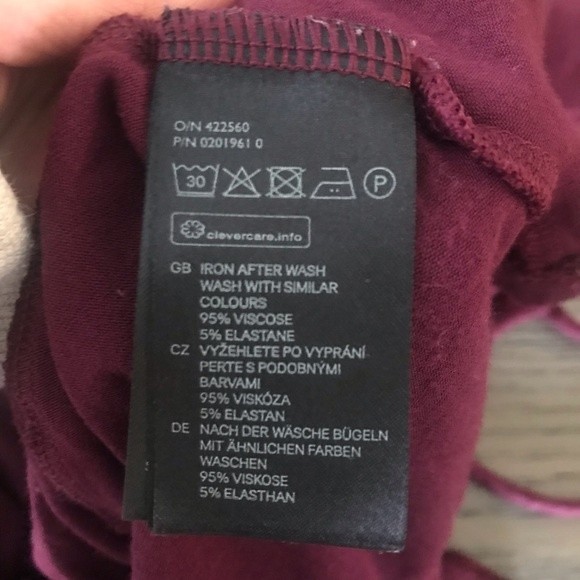 O/N 422560
P/N 0201961 0
30 P
clevercare.info
GB IRON AFTER WASH
WASH WITH SIMILAR
COLOURS
95% VISCOSE
5% ELASTANE
CZ VYŽEHLETE PO VYPRÁNÍ
PERTE S PODOBNÝMI
BARVAMI
95% VISKÓZA
5% ELASTAN
DE NACH DER WÄSCHE BÜGELN
MIT ÄHNLICHEN FARBEN
WASCHEN
95% VISKOSE
5% ELASTHAN